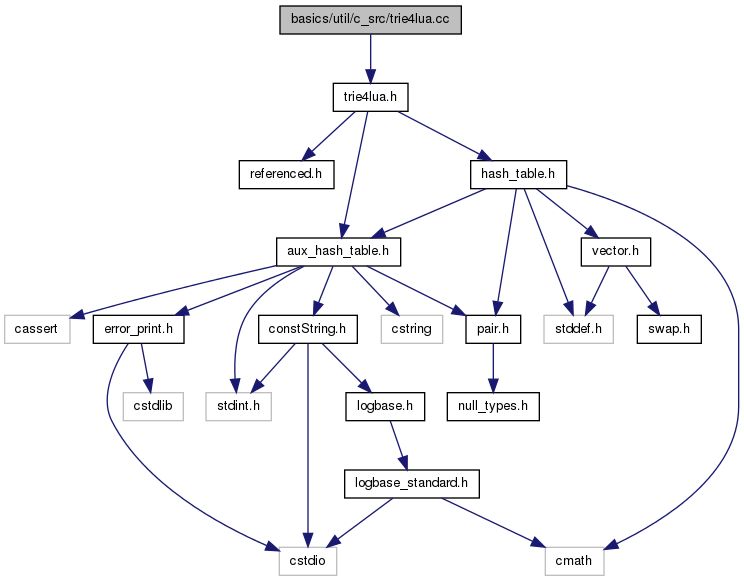 basics/util/c_src/trie4lua.cc
trie4lua.h
referenced.h
hash_table.h
aux_hash_table.h
vector.h
cassert
error_print.h
constString.h
cstring
pair.h
stddef.h
swap.h
cstdlib
stdint.h
logbase.h
null_types.h
logbase_standard.h
cstdio
cmath